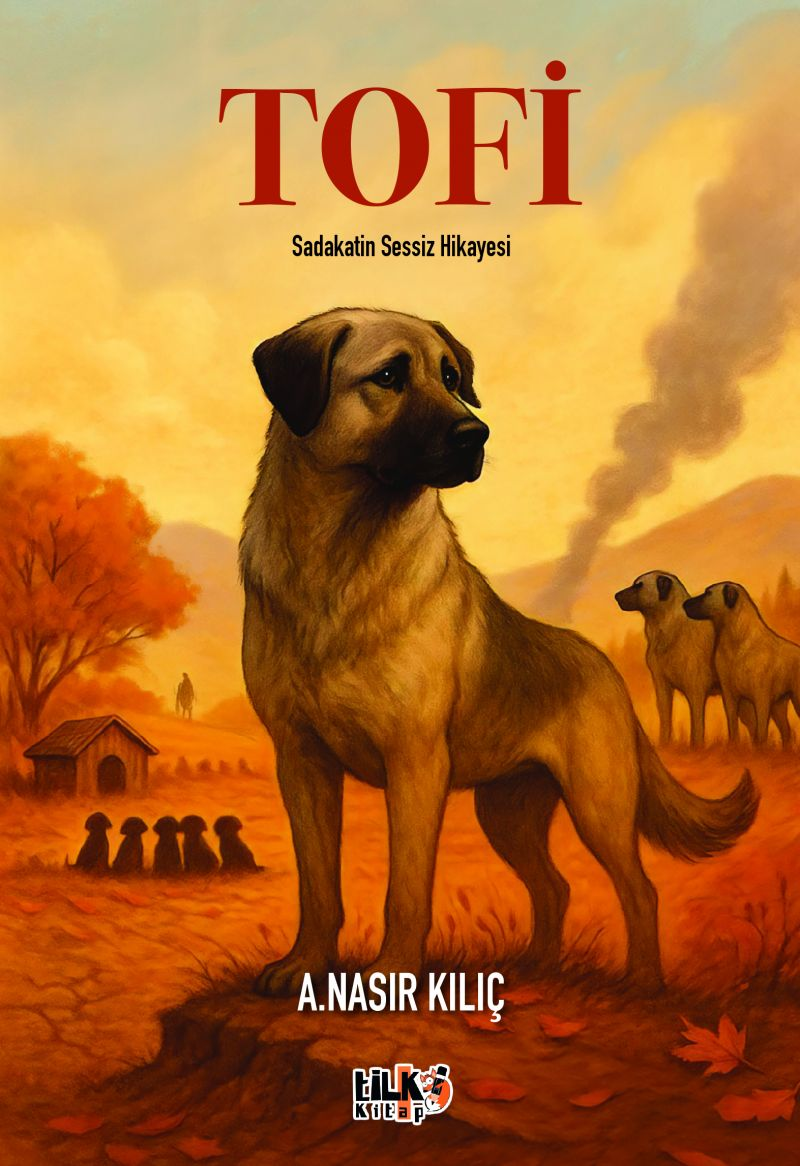 TOFİ
Sadakatin Sessiz Hikayesi
A.NASIR KILIÇ
tilki
kitap